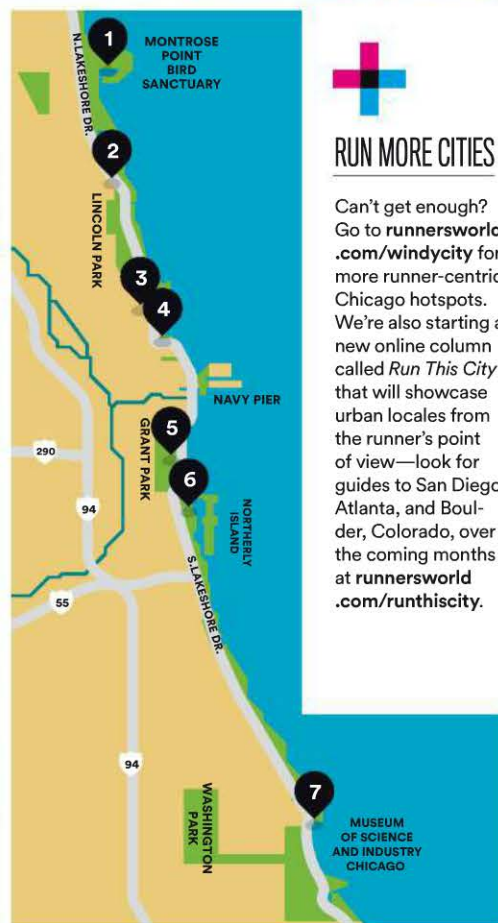 1
MONTROSE
POINT
BIRD
SANCTUARY
N.LAKESHORE DR.
2
LINCOLN PARK
3
4
NAVY PIER
5
GRANT PARK
6
NORTHERLY
ISLAND
290
94
S.LAKESHORE DR.
55
94
WASHINGTON
PARK
7
MUSEUM
OF SCIENCE
AND INDUSTRY
CHICAGO
RUN MORE CITIES
Can't get enough?
Go to runnersworld
.com/windycity for
more runner-centric
Chicago hotspots.
We're also starting a
new online column
called Run This City
that will showcase
urban locales from
the runner's point
of view—look for
guides to San Diego,
Atlanta, and Boul-
der, Colorado, over
the coming months
at runnersworld
.com/runthiscity.